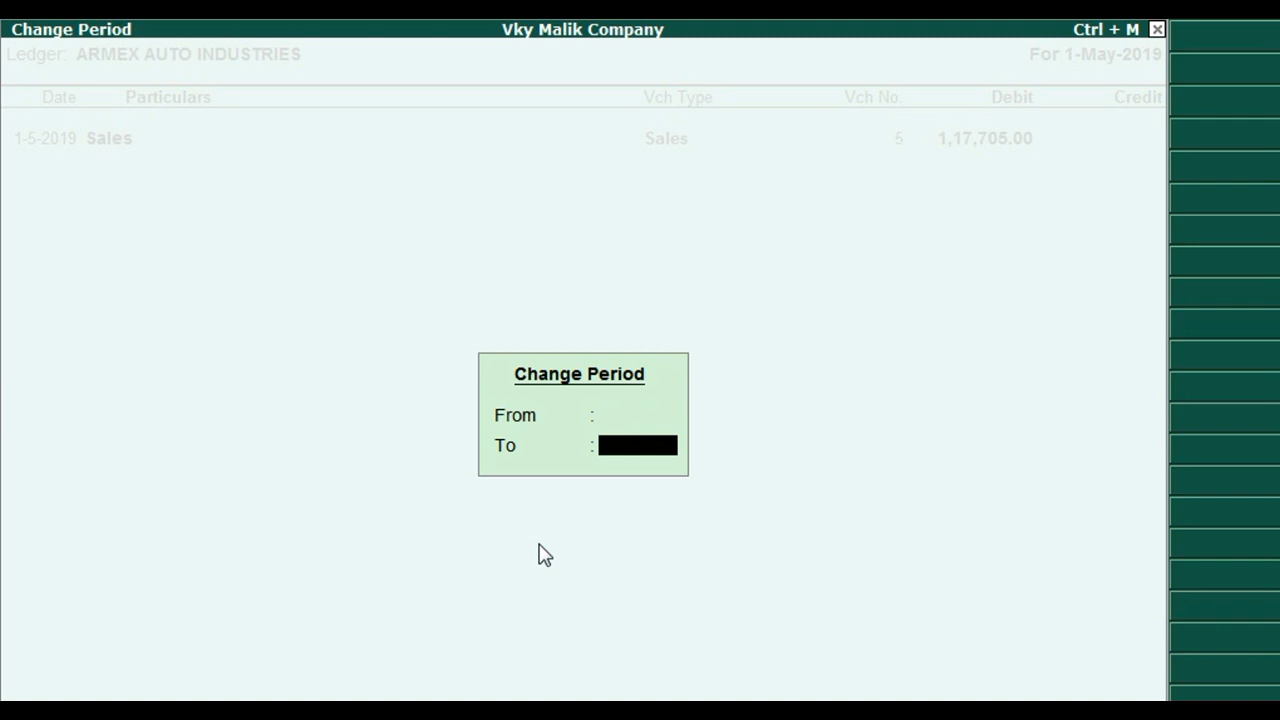 Change Period Vky Malik Company Ctrl + M
Ledger: ARMEX AUTO INDUSTRIES For 1-May-2019
Date Particulars Vch Type Vch No. Debit Credit
1-5-2019 Sales Sales 5 1,17,705.00
Change Period
From :
To :